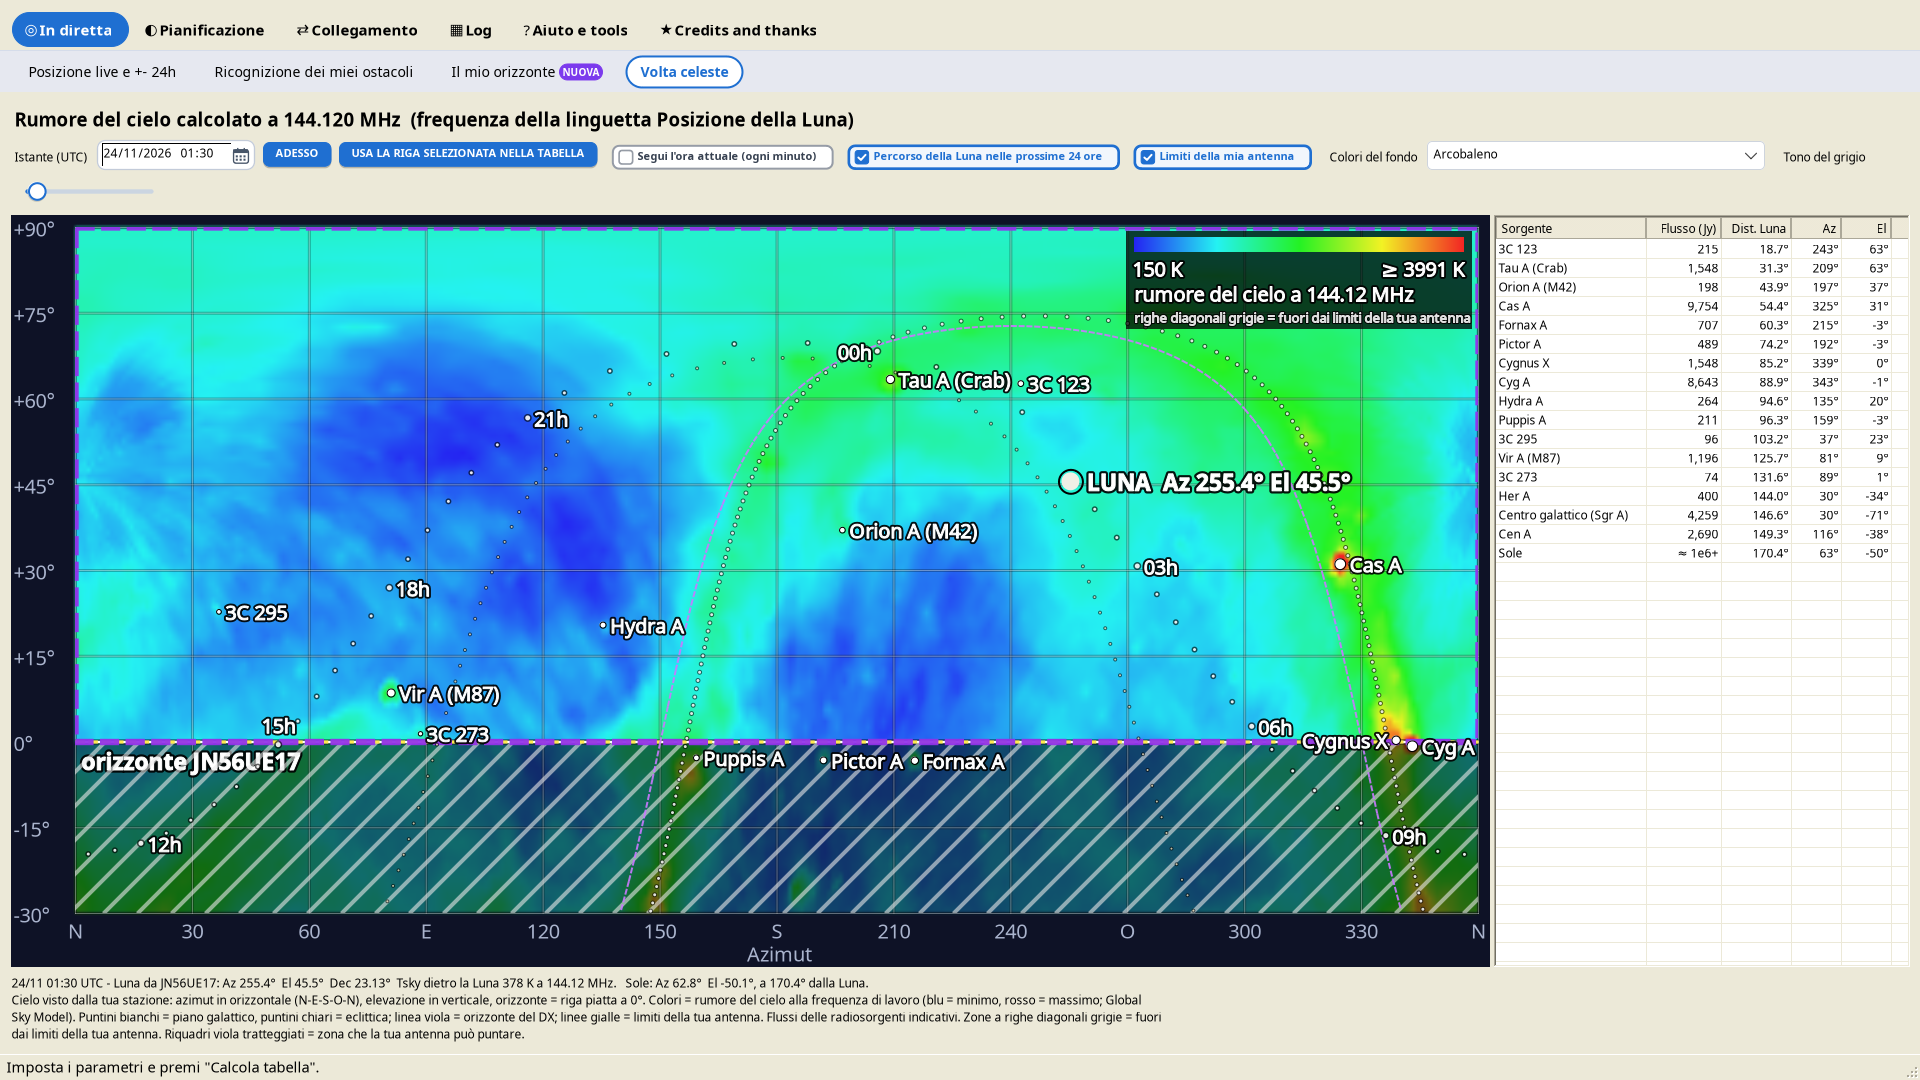 ◎In diretta ◐Pianificazione ⇄Collegamento ▦Log ?Aiuto e tools ★Credits and thanks
Posizione live e +- 24h Ricognizione dei miei ostacoli Il mio orizzonte NUOVA Volta celeste
Rumore del cielo calcolato a 144.120 MHz (frequenza della linguetta Posizione della Luna)
Istante (UTC) 24/11/2026 01:30 ADESSO USA LA RIGA SELEZIONATA NELLA TABELLA Segui l'ora attuale (ogni minuto) Percorso della Luna nelle prossime 24 ore Limiti della mia antenna Colori del fondo Arcobaleno Tono del grigio
+90°
+75°
+60°
+45°
+30°
+15°
0°
-15°
-30°
150 K ≥ 3991 K
rumore del cielo a 144.12 MHz
righe diagonali grigie = fuori dai limiti della tua antenna
00h
Tau A (Crab) 3C 123
21h
LUNA Az 255.4° El 45.5°
Orion A (M42)
Cas A
03h
18h
3C 295
Hydra A
Vir A (M87)
15h
06h
3C 273
Cygnus X
Cyg A
orizzonte JN56UE17
Puppis A Pictor A Fornax A
12h
09h
N 30 60 E 120 150 S 210 240 O 300 330 N
Azimut
Sorgente Flusso (Jy) Dist. Luna Az El
3C 123 215 18.7° 243° 63°
Tau A (Crab) 1,548 31.3° 209° 63°
Orion A (M42) 198 43.9° 197° 37°
Cas A 9,754 54.4° 325° 31°
Fornax A 707 60.3° 215° -3°
Pictor A 489 74.2° 192° -3°
Cygnus X 1,548 85.2° 339° 0°
Cyg A 8,643 88.9° 343° -1°
Hydra A 264 94.6° 135° 20°
Puppis A 211 96.3° 159° -3°
3C 295 96 103.2° 37° 23°
Vir A (M87) 1,196 125.7° 81° 9°
3C 273 74 131.6° 89° 1°
Her A 400 144.0° 30° -34°
Centro galattico (Sgr A) 4,259 146.6° 30° -71°
Cen A 2,690 149.3° 116° -38°
Sole ≈ 1e6+ 170.4° 63° -50°
24/11 01:30 UTC - Luna da JN56UE17: Az 255.4° El 45.5° Dec 23.13° Tsky dietro la Luna 378 K a 144.12 MHz. Sole: Az 62.8° El -50.1°, a 170.4° dalla Luna.
Cielo visto dalla tua stazione: azimut in orizzontale (N-E-S-O-N), elevazione in verticale, orizzonte = riga piatta a 0°. Colori = rumore del cielo alla frequenza di lavoro (blu = minimo, rosso = massimo; Global
Sky Model). Puntini bianchi = piano galattico, puntini chiari = eclittica; linea viola = orizzonte del DX; linee gialle = limiti della tua antenna. Flussi delle radiosorgenti indicativi. Zone a righe diagonali grigie = fuori
dai limiti della tua antenna. Riquadri viola tratteggiati = zona che la tua antenna può puntare.
Imposta i parametri e premi "Calcola tabella".